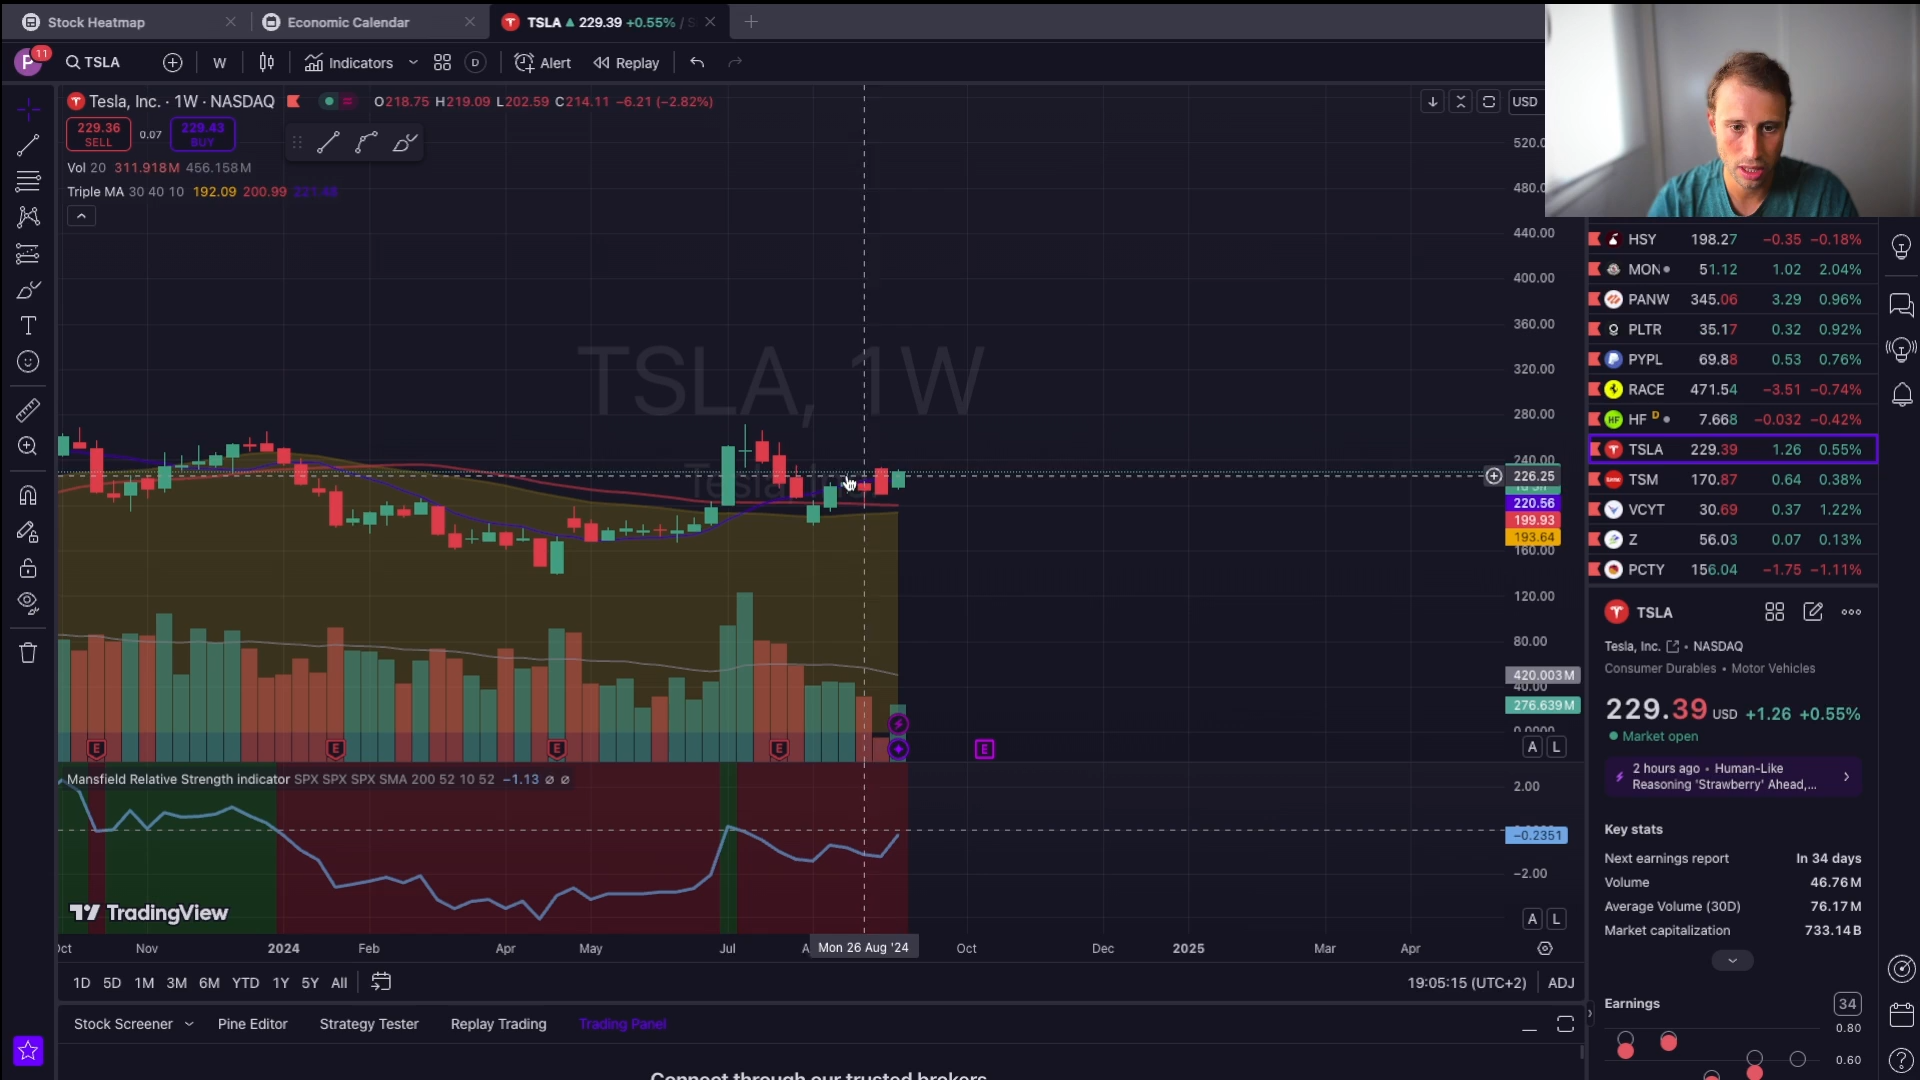 Stock Heatmap
Economic Calendar
TSLA 229.39 +0.55% /
P 11 TSLA
W
Indicators
D
Alert
Replay
Tesla, Inc. · 1W · NASDAQ
O218.75 H219.09 L202.59 C214.11 −6.21 (−2.82%)
USD
229.36 SELL
0.07
229.43 BUY
Vol 20 311.918M 456.158M
Triple MA 30 40 10 192.09 200.99 221.48
TSLA, 1W
520.0
480.0
440.00
400.00
360.00
320.00
280.00
240.00
226.25
220.56
199.93
193.64
160.00
120.00
80.00
420.003M
40.00
276.639M
0.0000
A L
E E E E E
Mansfield Relative Strength indicator SPX SPX SPX SMA 200 52 10 52 −1.13 ∅ ∅
2.00
−0.2351
−2.00
A L
TradingView
Nov 2024 Feb Apr May Jul Mon 26 Aug '24 Oct Dec 2025 Mar Apr
1D 5D 1M 3M 6M YTD 1Y 5Y All
19:05:15 (UTC+2) ADJ
Stock Screener
Pine Editor
Strategy Tester
Replay Trading
Trading Panel
Connect through our trusted brokers
HSY 198.27 −0.35 −0.18%
MON 51.12 1.02 2.04%
PANW 345.06 3.29 0.96%
PLTR 35.17 0.32 0.92%
PYPL 69.88 0.53 0.76%
RACE 471.54 −3.51 −0.74%
HF D 7.668 −0.032 −0.42%
TSLA 229.39 1.26 0.55%
TSM 170.87 0.64 0.38%
VCYT 30.69 0.37 1.22%
Z 56.03 0.07 0.13%
PCTY 156.04 −1.75 −1.11%
TSLA
Tesla, Inc. • NASDAQ
Consumer Durables • Motor Vehicles
229.39 USD +1.26 +0.55%
Market open
2 hours ago • Human-Like
Reasoning 'Strawberry' Ahead,...
Key stats
Next earnings report In 34 days
Volume 46.76M
Average Volume (30D) 76.17M
Market capitalization 733.14B
Earnings 34
0.80
0.60